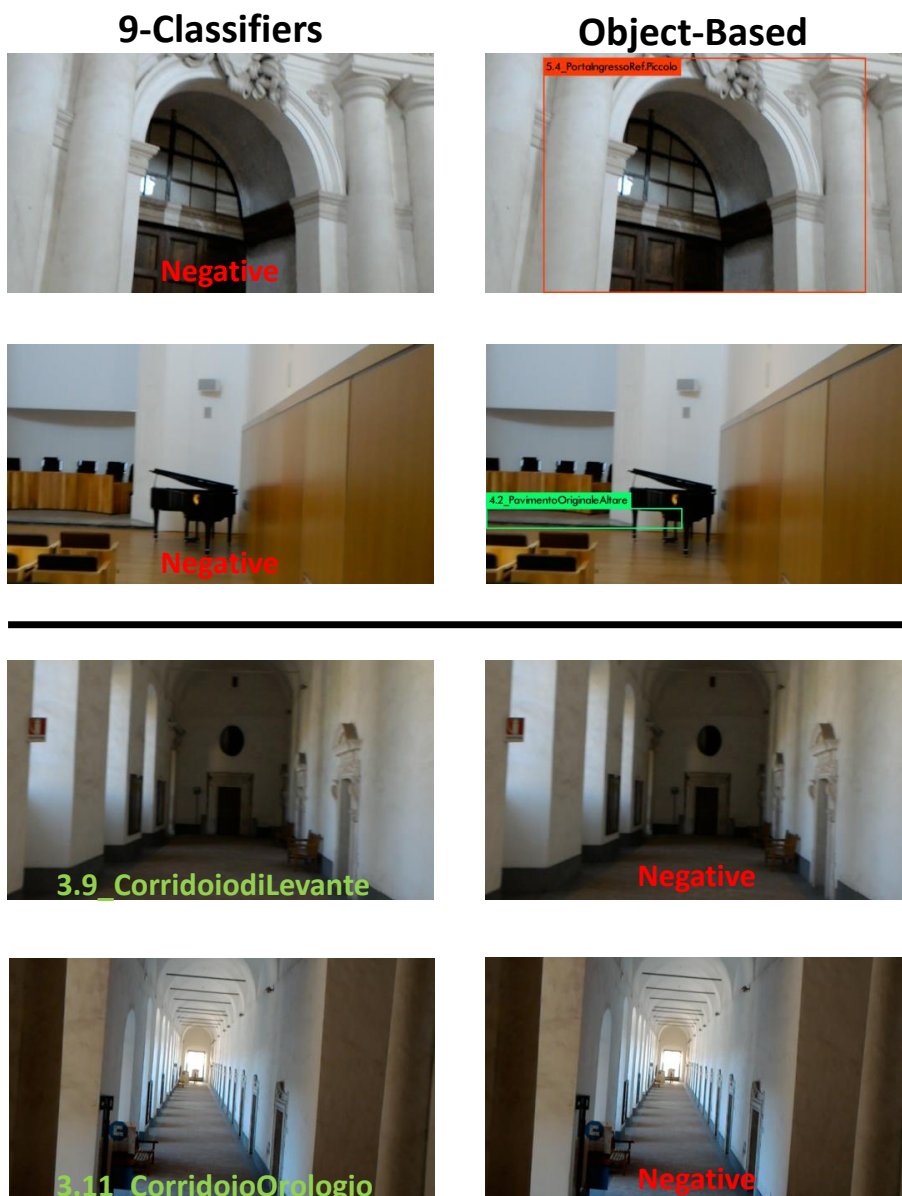 9-Classifiers
Object-Based
Negative
5.4_PortaIngressoRef.Piccolo
Negative
4.2_PavimentoOriginaleAltare
3.9_CorridoiodiLevante
Negative
3.11_CorridoioOrologio
Negative